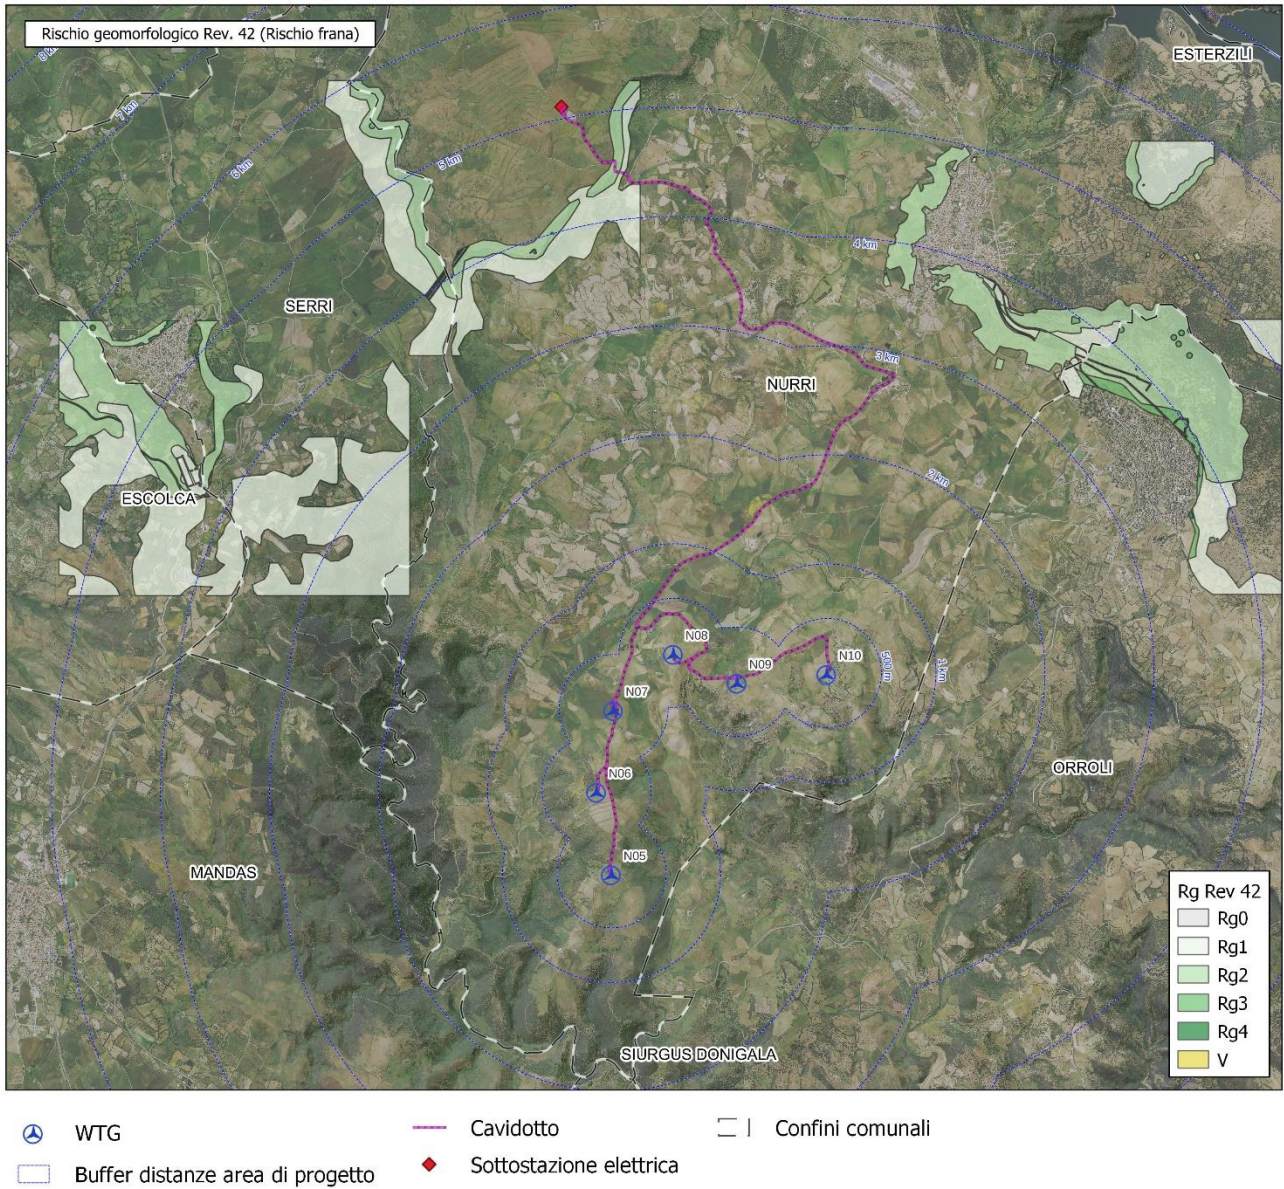 Rischio geomorfologico Rev. 42 (Rischio frana)
ESTERZILI
8 km
7 km
6 km
5 km
4 km
SERRI
3 km
NURRI
2 km
ESCOLCA
N08
N09
N10
500 m
1 km
N07
N06
ORROLI
N05
MANDAS
SIURGUS DONIGALA
Rg Rev 42
Rg0
Rg1
Rg2
Rg3
Rg4
V
WTG
Cavidotto
Confini comunali
Buffer distanze area di progetto
Sottostazione elettrica